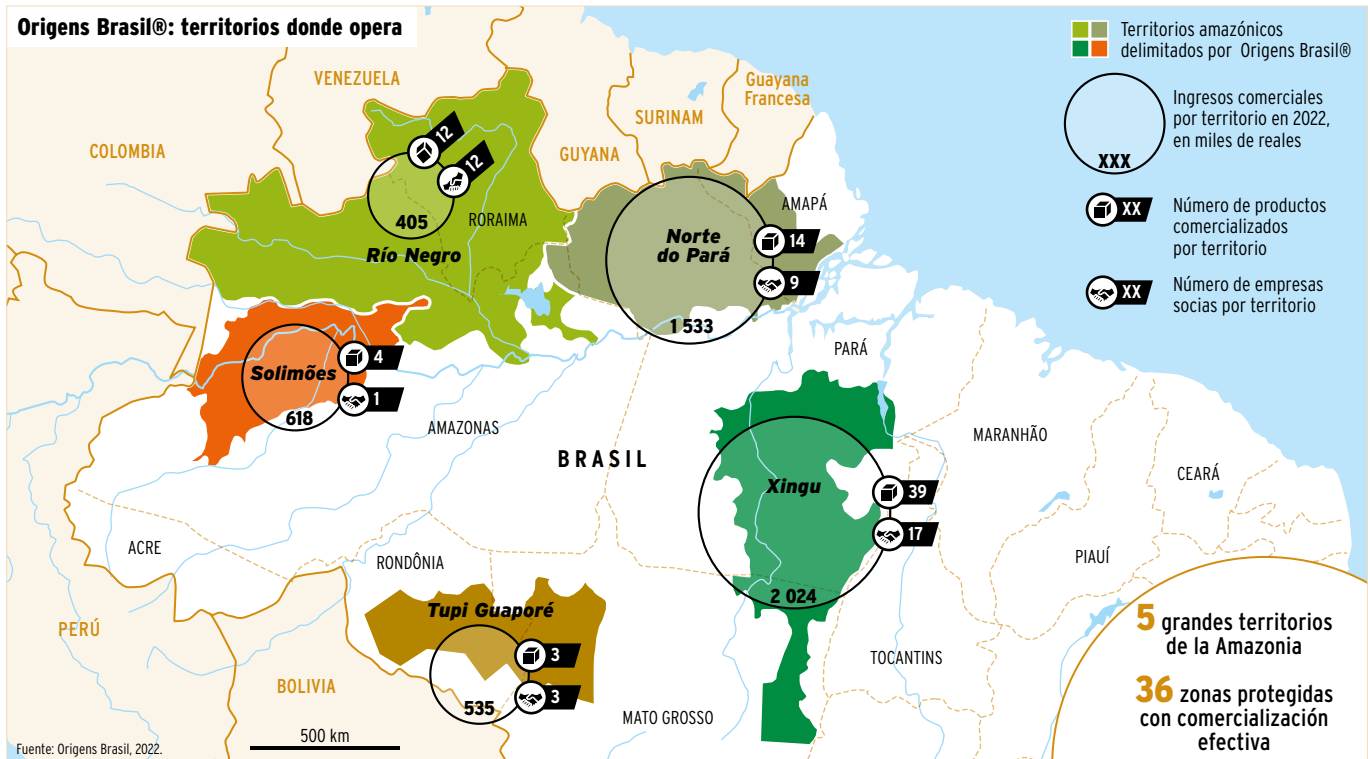 Origens Brasil®: territorios donde opera
Territorios amazónicos
delimitados por Origens Brasil®
Ingresos comerciales
por territorio en 2022,
en miles de reales
XXX
XX
Número de productos
comercializados
por territorio
XX
Número de empresas
socias por territorio
VENEZUELA
COLOMBIA
GUYANA
SURINAM
Guayana
Francesa
12
12
405
Río Negro
RORAIMA
AMAPÁ
Norte
do Pará
14
9
1 533
Solimões
4
1
618
AMAZONAS
BRASIL
PARÁ
MARANHÃO
CEARÁ
PIAUÍ
Xingu
39
17
2 024
ACRE
RONDÔNIA
Tupi Guaporé
3
3
535
PERÚ
BOLIVIA
MATO GROSSO
TOCANTINS
5 grandes territorios
de la Amazonia
36 zonas protegidas
con comercialización
efectiva
500 km
Fuente: Origens Brasil, 2022.